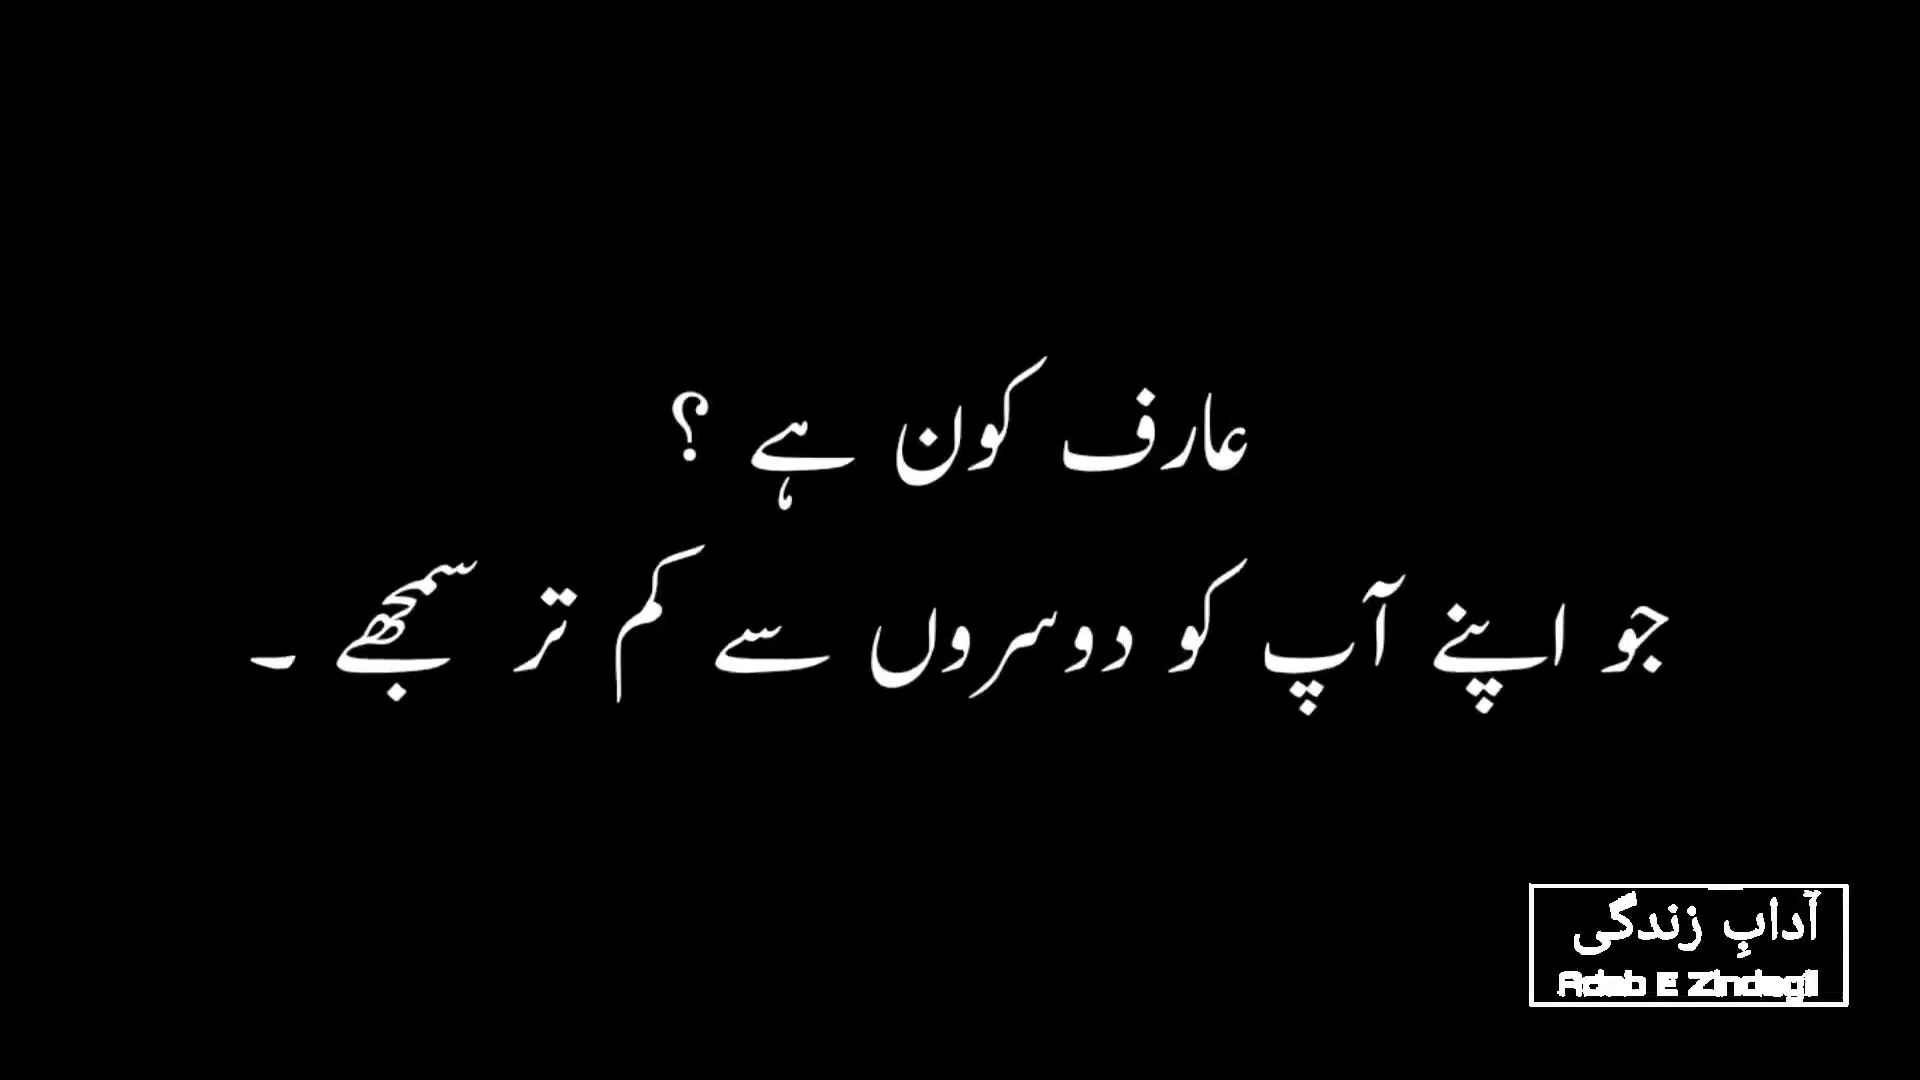 عارف کون ہے ؟
جو اپنے آپ کو دوسروں سے کم تر سمجھے ۔
آدابِ زندگی
Adab E Zindagii